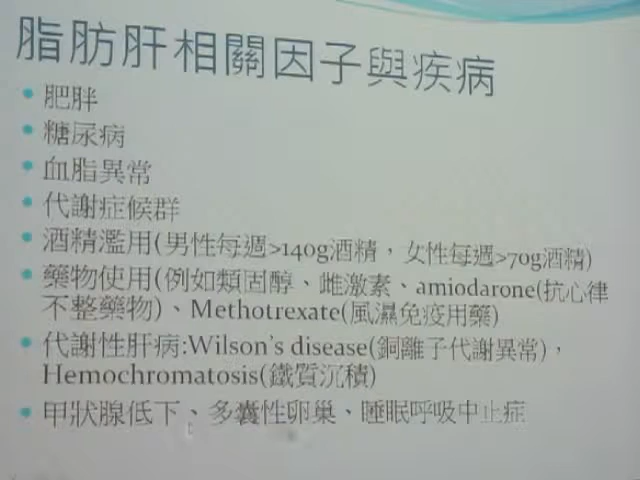 脂肪肝相關因子與疾病
• 肥胖
• 糖尿病
• 血脂異常
• 代謝症候群
• 酒精濫用(男性每週>140g酒精，女性每週>70g酒精)
• 藥物使用(例如類固醇、雌激素、amiodarone(抗心律
不整藥物)、Methotrexate(風濕免疫用藥)
• 代謝性肝病:Wilson's disease(銅離子代謝異常)，
Hemochromatosis(鐵質沉積)
• 甲狀腺低下、多囊性卵巢、睡眠呼吸中止症